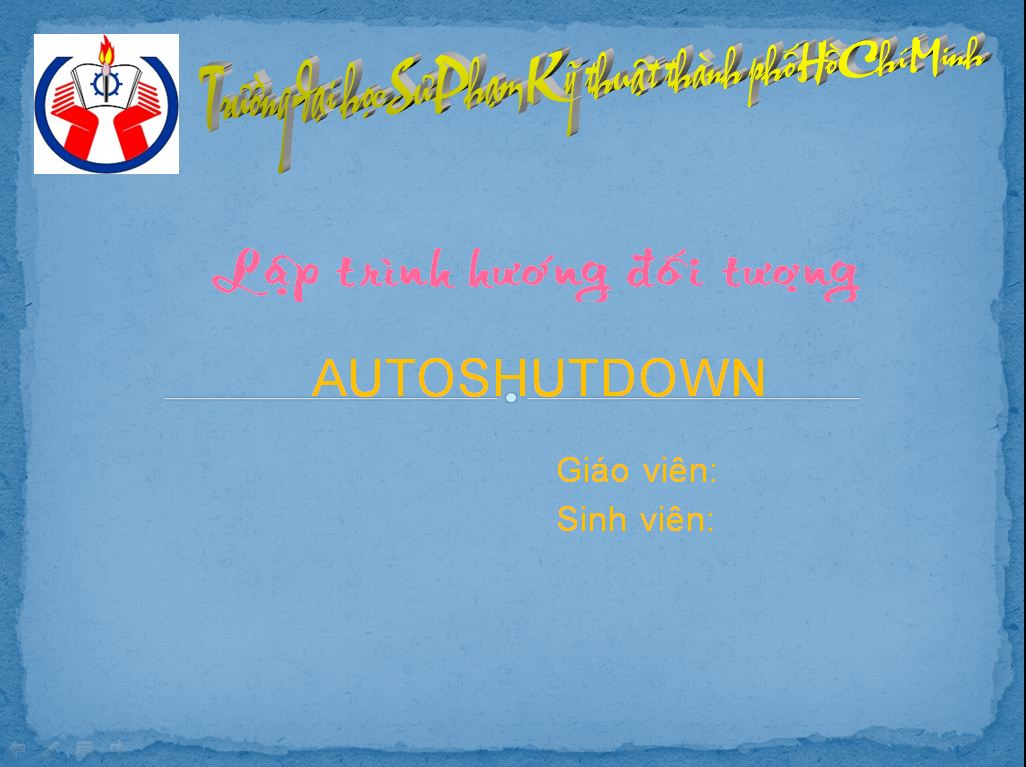 Trường đại học Sư Phạm Kỹ thuật thành phố Hồ Chí Minh
Lập trình hướng đối tượng
AUTOSHUTDOWN
Giáo viên:
Sinh viên: